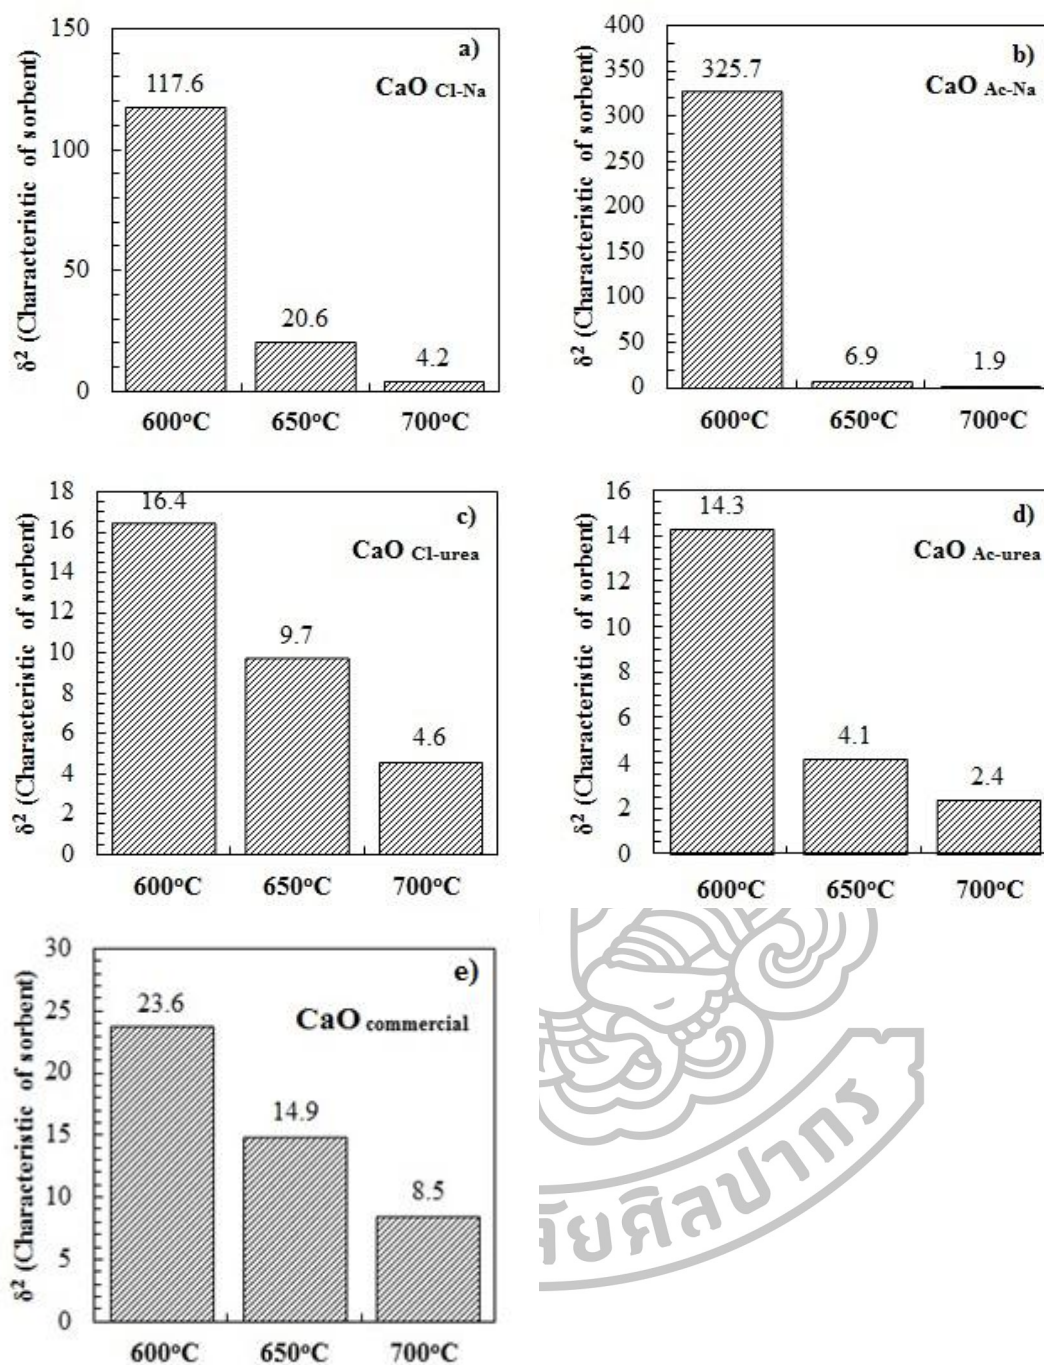 a)
CaO Cl-Na
δ² (Characteristic of sorbent)
150
100
50
0
117.6
20.6
4.2
600°C 650°C 700°C
b)
CaO Ac-Na
δ² (Characteristic of sorbent)
400
350
300
250
200
150
100
50
0
325.7
6.9
1.9
600°C 650°C 700°C
c)
CaO Cl-urea
δ² (Characteristic of sorbent)
18
16
14
12
10
8
6
4
2
0
16.4
9.7
4.6
600°C 650°C 700°C
d)
CaO Ac-urea
δ² (Characteristic of sorbent)
16
14
12
10
8
6
4
2
0
14.3
4.1
2.4
600°C 650°C 700°C
e)
CaO commercial
δ² (Characteristic of sorbent)
30
25
20
15
10
5
0
23.6
14.9
8.5
600°C 650°C 700°C
ยศิลปากร